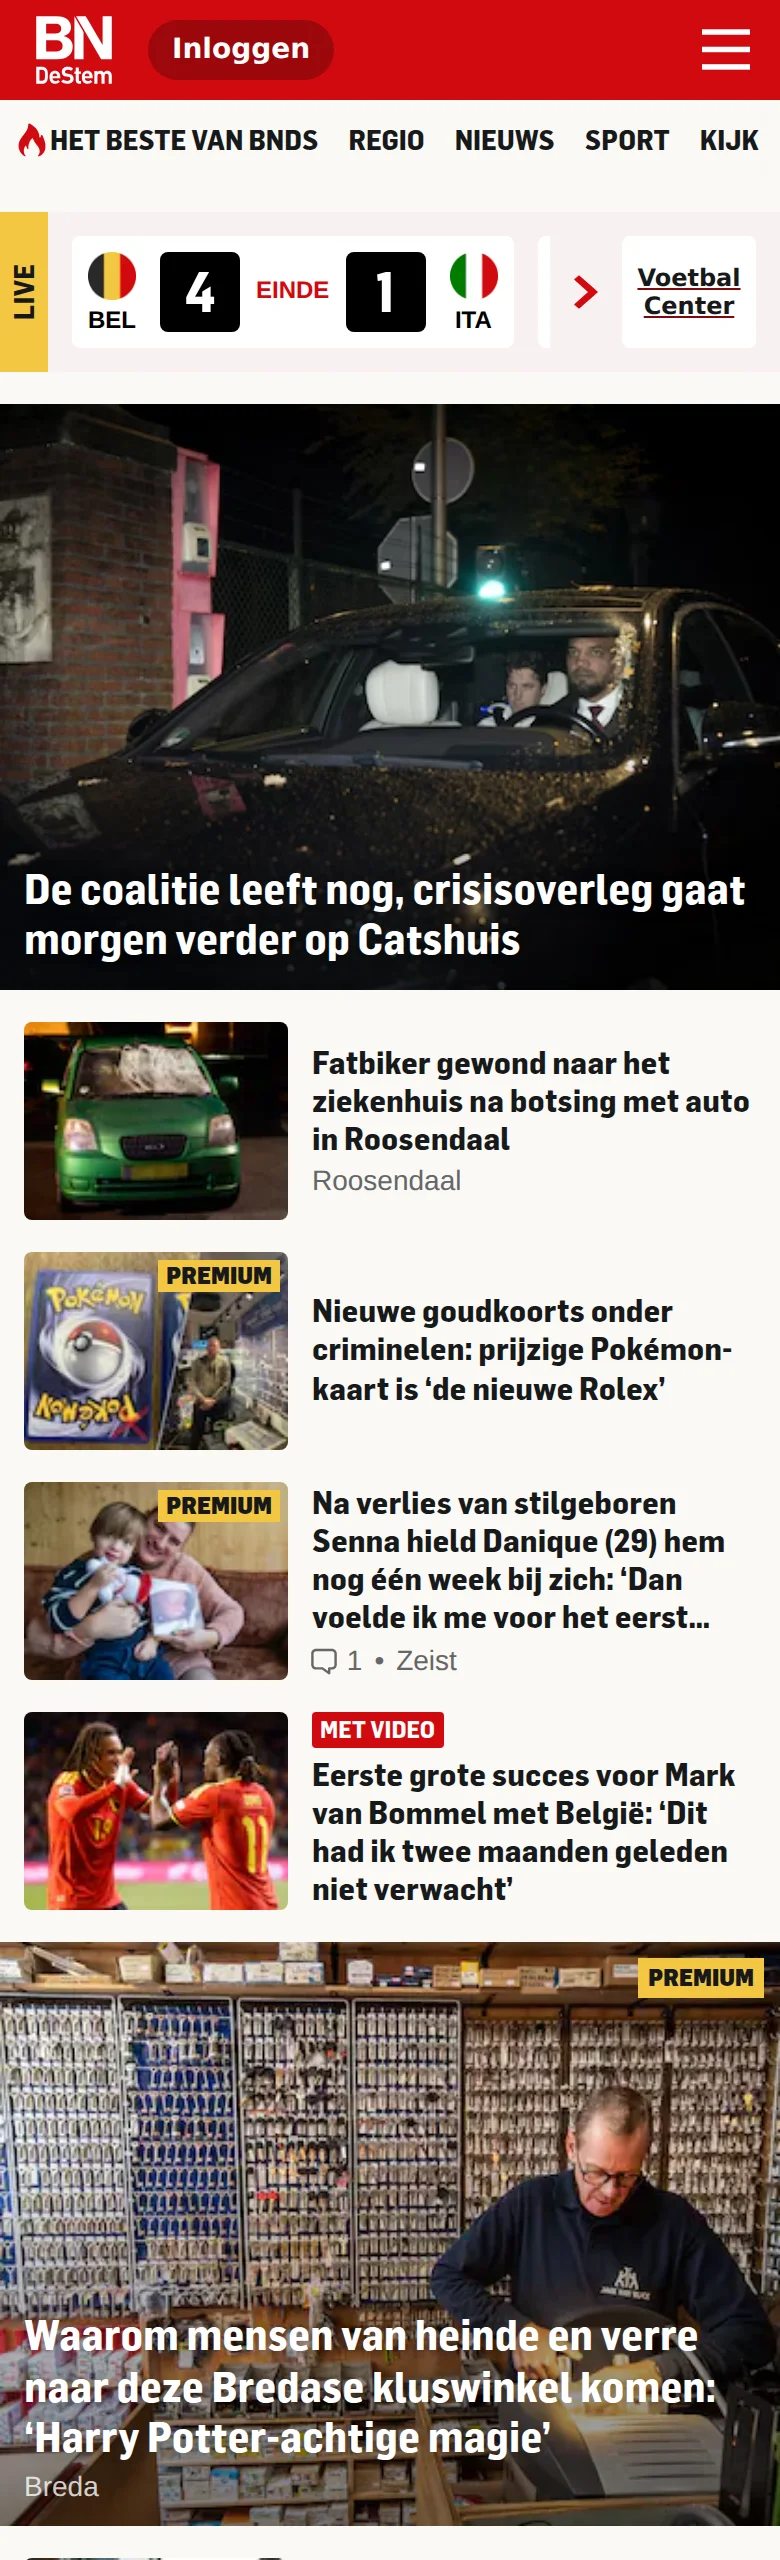 BN
DeStem
Inloggen
HET BESTE VAN BNDS REGIO NIEUWS SPORT KIJK
LIVE
BEL 4 EINDE 1 ITA
Voetbal
Center
De coalitie leeft nog, crisisoverleg gaat
morgen verder op Catshuis
Fatbiker gewond naar het
ziekenhuis na botsing met auto
in Roosendaal
Roosendaal
POKéMON
POKéMON
PREMIUM
Nieuwe goudkoorts onder
criminelen: prijzige Pokémon-
kaart is ‘de nieuwe Rolex’
PREMIUM
Na verlies van stilgeboren
Senna hield Danique (29) hem
nog één week bij zich: ‘Dan
voelde ik me voor het eerst...
1 • Zeist
19
11
MET VIDEO
Eerste grote succes voor Mark
van Bommel met België: ‘Dit
had ik twee maanden geleden
niet verwacht’
PREMIUM
Waarom mensen van heinde en verre
naar deze Bredase kluswinkel komen:
‘Harry Potter-achtige magie’
Breda